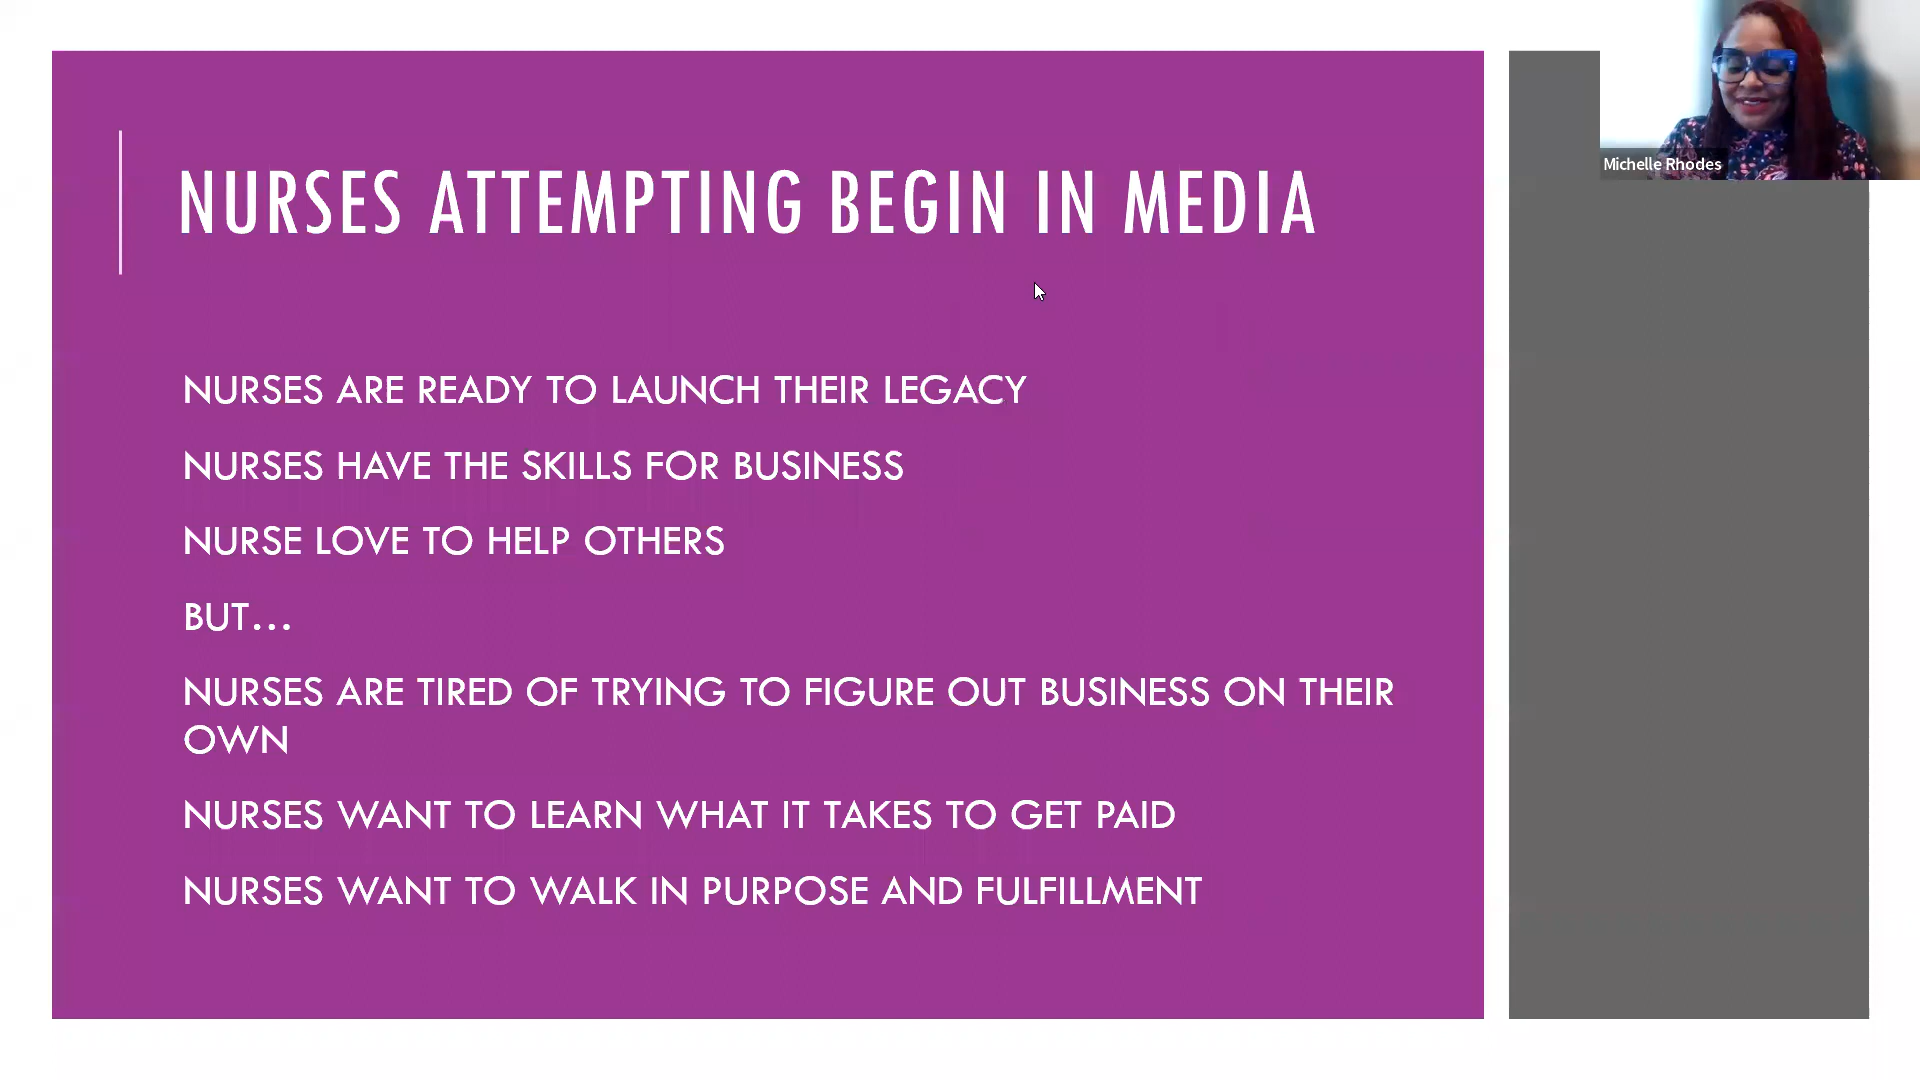 NURSES ATTEMPTING BEGIN IN MEDIA
Michelle Rhodes
NURSES ARE READY TO LAUNCH THEIR LEGACY
NURSES HAVE THE SKILLS FOR BUSINESS
NURSE LOVE TO HELP OTHERS
BUT...
NURSES ARE TIRED OF TRYING TO FIGURE OUT BUSINESS ON THEIR
OWN
NURSES WANT TO LEARN WHAT IT TAKES TO GET PAID
NURSES WANT TO WALK IN PURPOSE AND FULFILLMENT